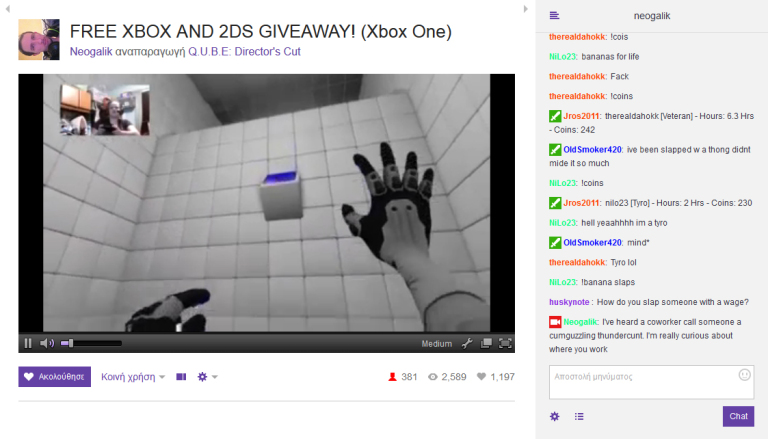 FREE XBOX AND 2DS GIVEAWAY! (Xbox One)
Neogalik αναπαραγωγή Q.U.B.E: Director's Cut
Medium
Ακολούθησε
Κοινή χρήση
381
2,589
1,197
neogalik
therealdahokk: !cois
NiLo23: bananas for life
therealdahokk: Fack
therealdahokk: !coins
Jros2011: therealdahokk [Veteran] - Hours: 6.3 Hrs
- Coins: 242
OldSmoker420: ive been slapped w a thong didnt
mide it so much
NiLo23: !coins
Jros2011: nilo23 [Tyro] - Hours: 2 Hrs - Coins: 230
NiLo23: hell yeaahhhh im a tyro
OldSmoker420: mind*
therealdahokk: Tyro lol
NiLo23: !banana slaps
huskynote : How do you slap someone with a wage?
Neogalik: I've heard a coworker call someone a
cumguzzling thundercunt. I'm really curious about
where you work
Αποστολή μηνύματος
Chat